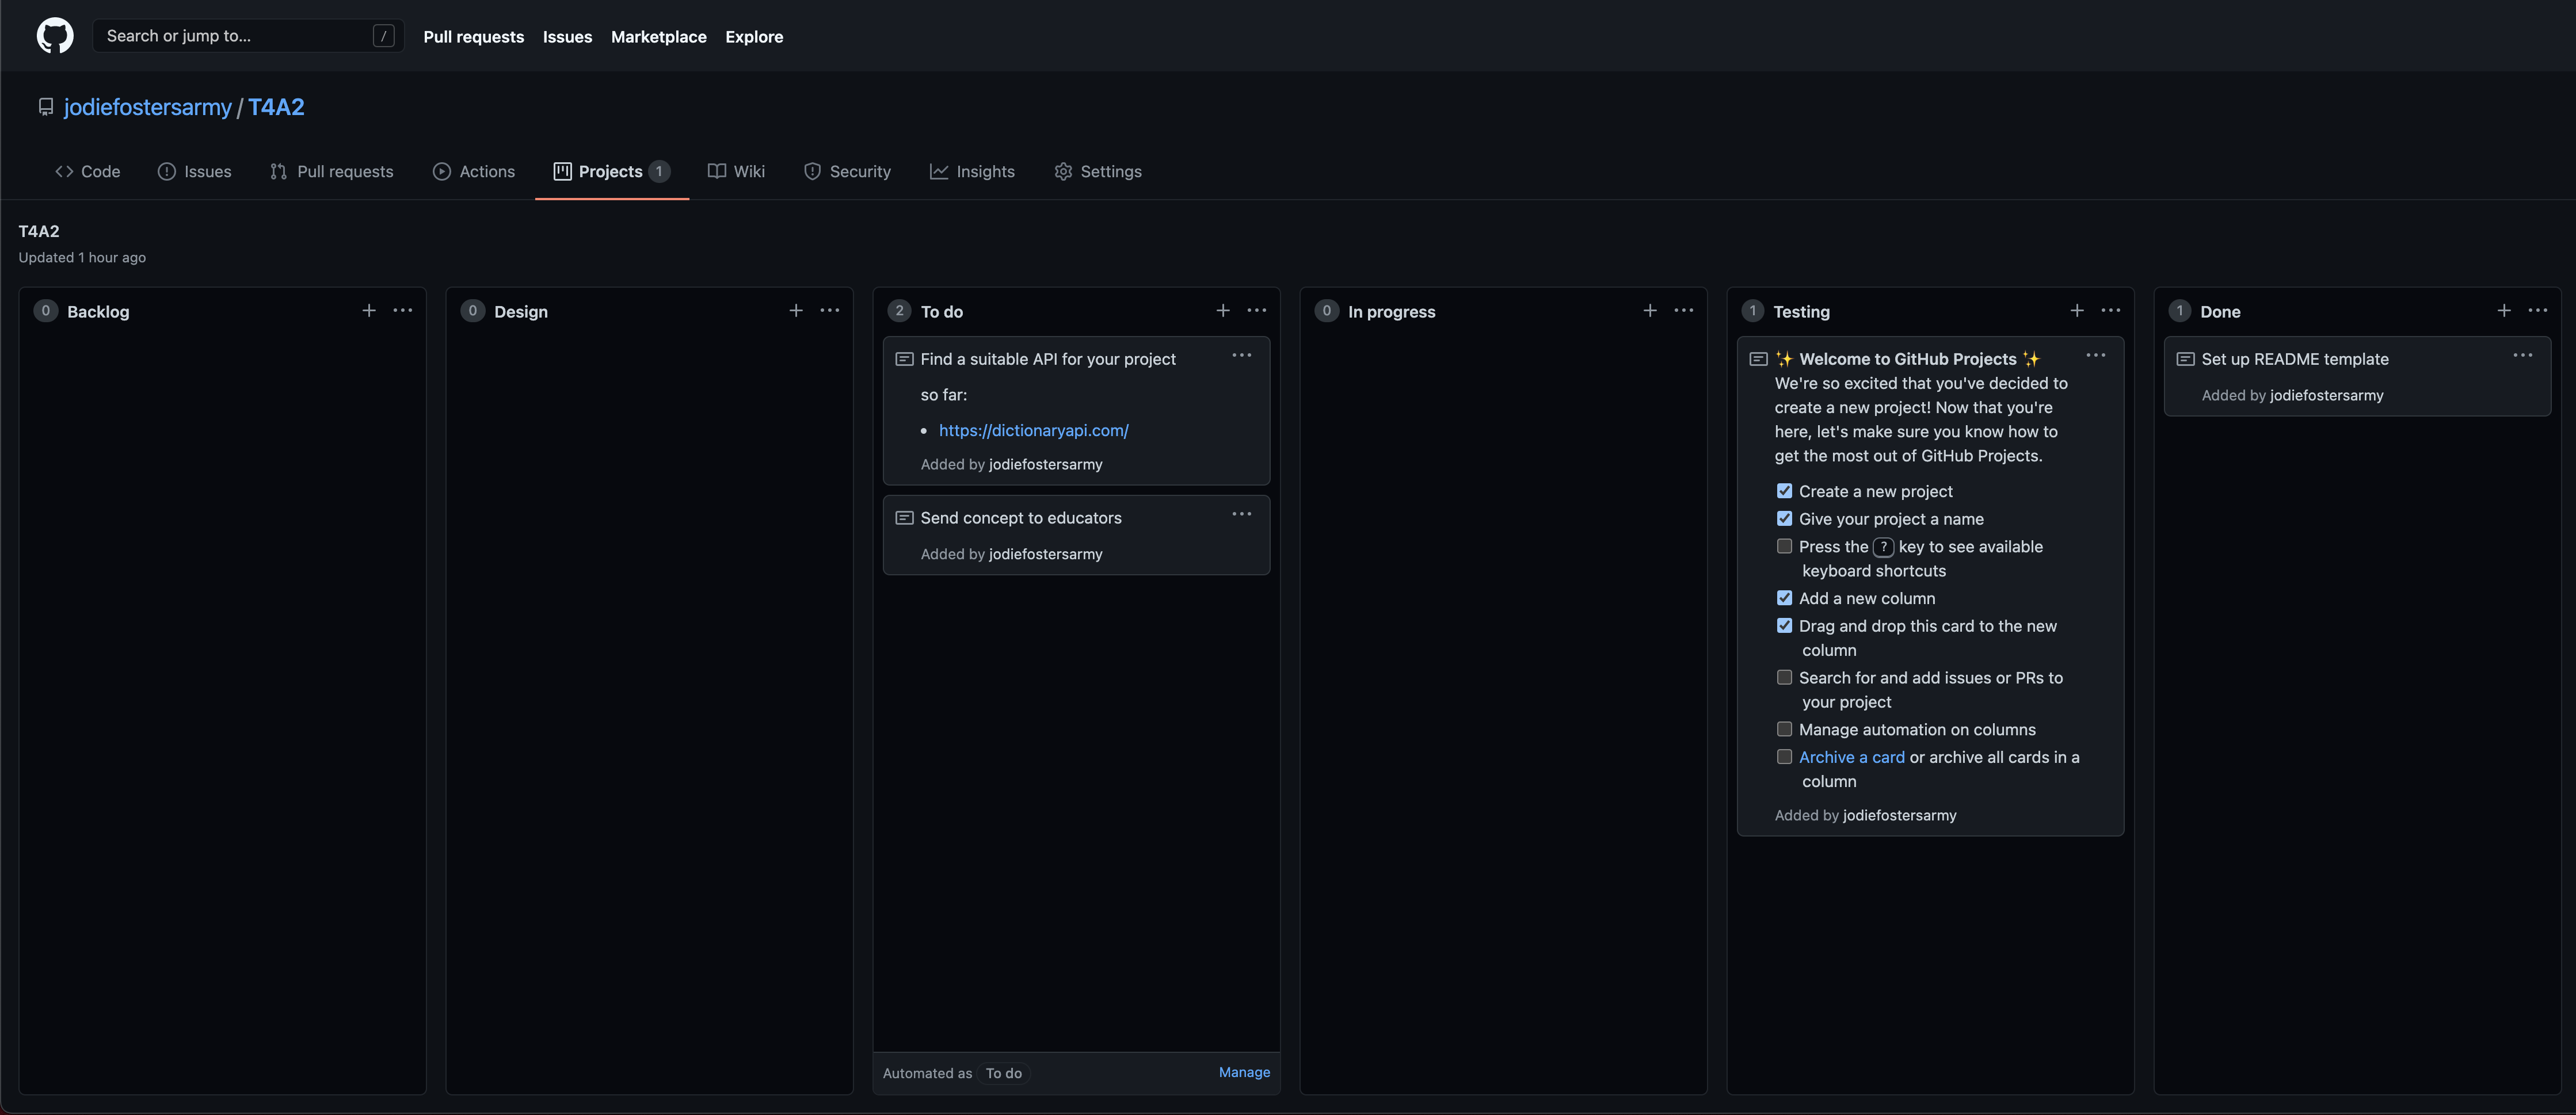 Search or jump to... /
Pull requests Issues Marketplace Explore
jodiefostersarmy / T4A2
Code Issues Pull requests Actions Projects 1 Wiki Security Insights Settings
T4A2
Updated 1 hour ago
0 Backlog
0 Design
2 To do
Find a suitable API for your project
so far:
• https://dictionaryapi.com/
Added by jodiefostersarmy
Send concept to educators
Added by jodiefostersarmy
Automated as To do Manage
0 In progress
1 Testing
✨ Welcome to GitHub Projects ✨
We're so excited that you've decided to
create a new project! Now that you're
here, let's make sure you know how to
get the most out of GitHub Projects.
Create a new project
Give your project a name
Press the ? key to see available
keyboard shortcuts
Add a new column
Drag and drop this card to the new
column
Search for and add issues or PRs to
your project
Manage automation on columns
Archive a card or archive all cards in a
column
Added by jodiefostersarmy
1 Done
Set up README template
Added by jodiefostersarmy